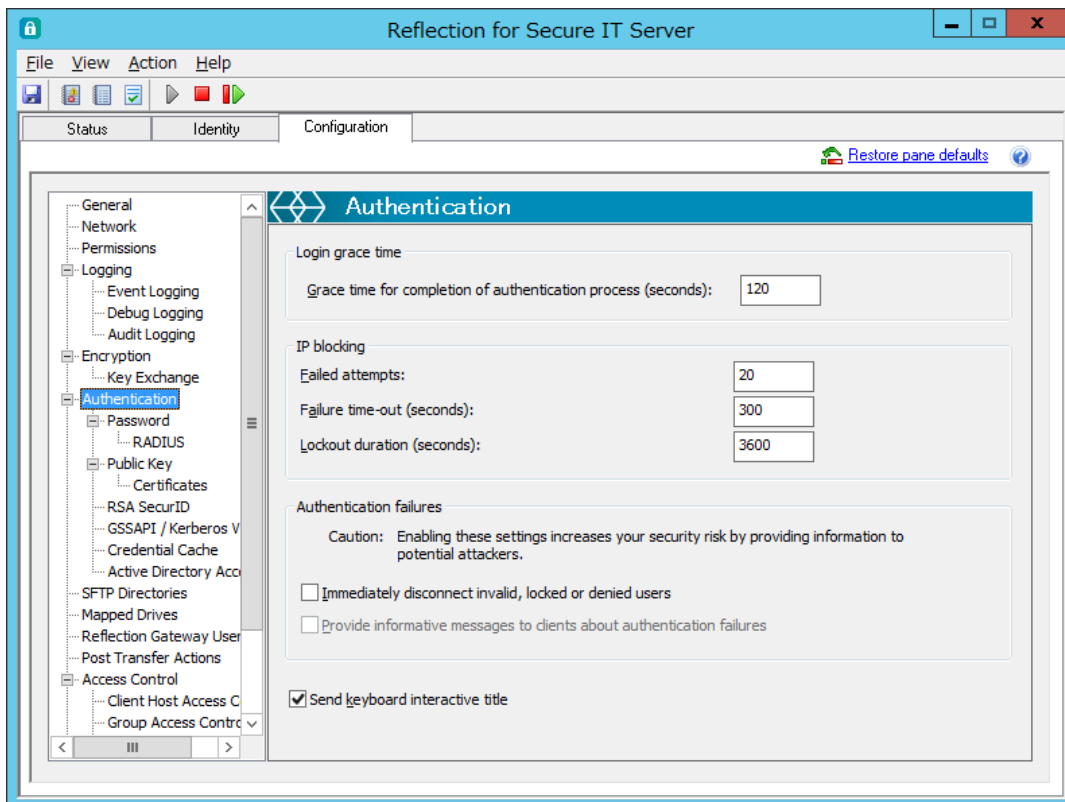 Reflection for Secure IT Server
File View Action Help
Status Identity Configuration
Restore pane defaults
General
Network
Permissions
Logging
Event Logging
Debug Logging
Audit Logging
Encryption
Key Exchange
Authentication
Password
RADIUS
Public Key
Certificates
RSA SecurID
GSSAPI / Kerberos V
Credential Cache
Active Directory Acc
SFTP Directories
Mapped Drives
Reflection Gateway User
Post Transfer Actions
Access Control
Client Host Access C
Group Access Contro
Authentication
Login grace time
Grace time for completion of authentication process (seconds): 120
IP blocking
Failed attempts: 20
Failure time-out (seconds): 300
Lockout duration (seconds): 3600
Authentication failures
Caution: Enabling these settings increases your security risk by providing information to
potential attackers.
Immediately disconnect invalid, locked or denied users
Provide informative messages to clients about authentication failures
Send keyboard interactive title